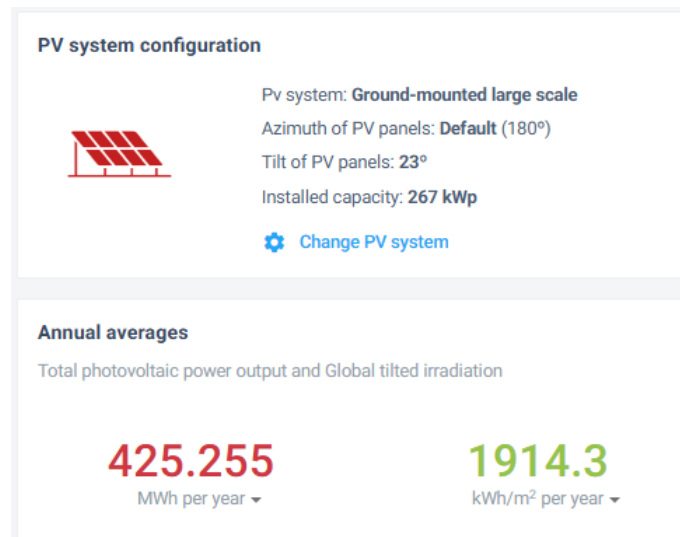 PV system configuration
Pv system: Ground-mounted large scale
Azimuth of PV panels: Default (180º)
Tilt of PV panels: 23º
Installed capacity: 267 kWp
Change PV system
Annual averages
Total photovoltaic power output and Global tilted irradiation
425.255 1914.3
MWh per year kWh/m² per year